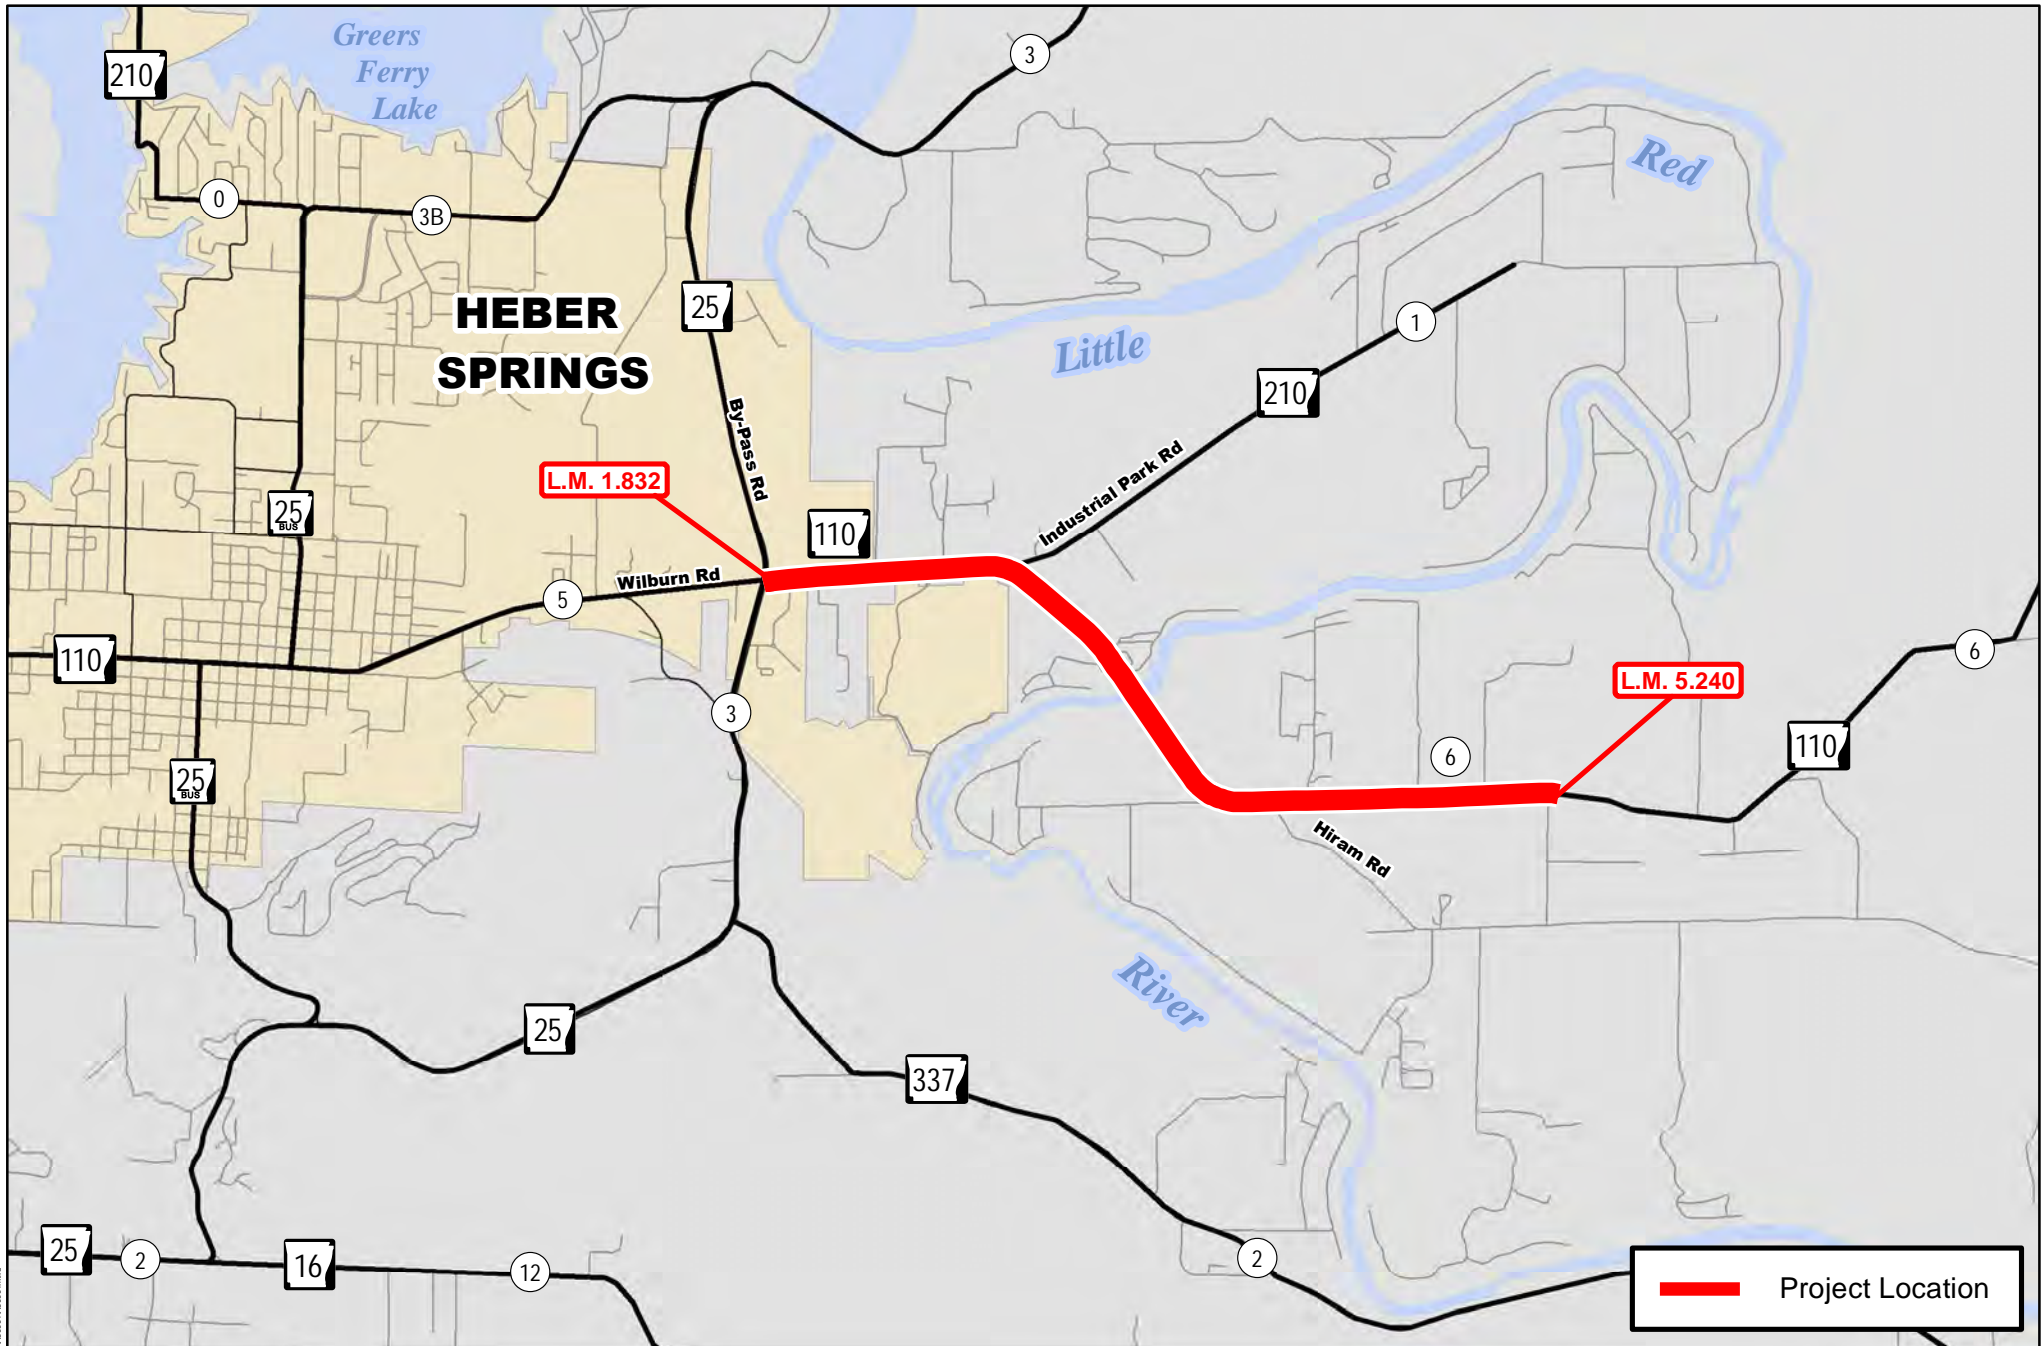 Greers
Ferry
Lake
210
3
0
3B
Red
HEBER
SPRINGS
25
1
Little
210
By-Pass Rd
Industrial Park Rd
L.M. 1.832
25
BUS
110
Wilburn Rd
5
110
6
L.M. 5.240
3
110
6
25
BUS
Hiram Rd
River
25
337
25
2
16
12
2
Project Location